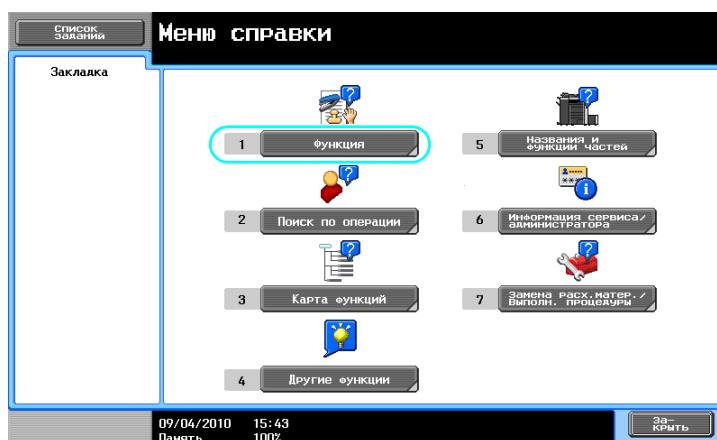 Список
заданий
Меню справки
Закладка
1 Функция
2 Поиск по операции
3 Карта функций
4 Другие функции
5 Названия и
функции частей
6 Информация сервиса/
администратора
7 Замена расх.матер./
Выполн. процедуры
09/04/2010 15:43
Память 100%
За-
крыть